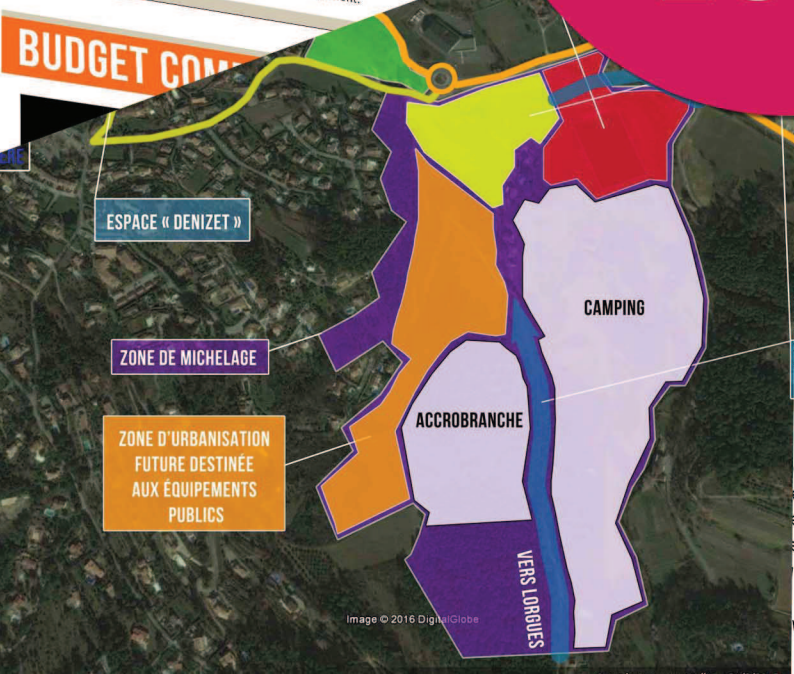 BUDGET
ESPACE « DENIZET »
CAMPING
ZONE DE MICHELAGE
ACCROBRANCHE
ZONE D'URBANISATION
FUTURE DESTINÉE
AUX ÉQUIPEMENTS
PUBLICS
VERS LORGUES
Image © 2016 DigitalGlobe